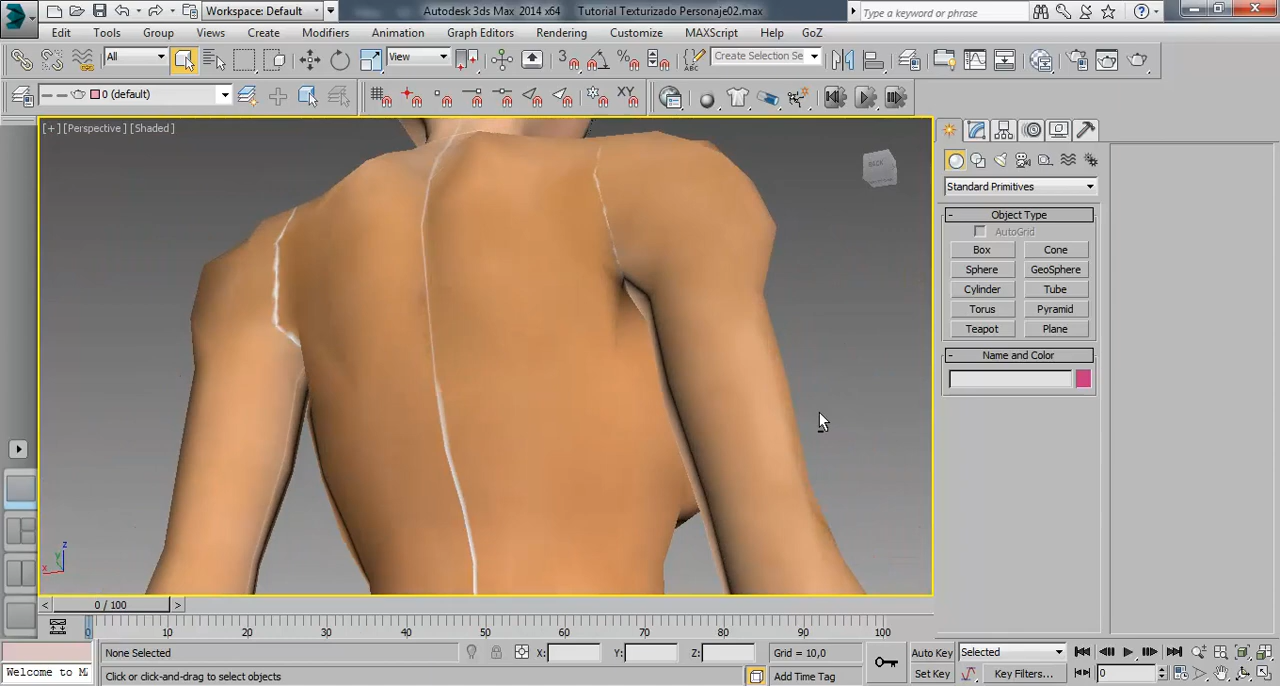 Workspace: Default
Autodesk 3ds Max 2014 x64 Tutorial Texturizado Personaje02.max
Type a keyword or phrase
Edit Tools Group Views Create Modifiers Animation Graph Editors Rendering Customize MAXScript Help GoZ
All View 3 Create Selection Se
0 (default) XY
[+] [Perspective ] [Shaded ]
BACK
Standard Primitives
- Object Type
AutoGrid
Box Cone
Sphere GeoSphere
Cylinder Tube
Torus Pyramid
Teapot Plane
- Name and Color
z
y
x
< 0 / 100 >
0 10 20 30 40 50 60 70 80 90 100
None Selected X: Y: Z: Grid = 10,0 Auto Key Selected
Welcome to M Click or click-and-drag to select objects Add Time Tag Set Key Key Filters... 0